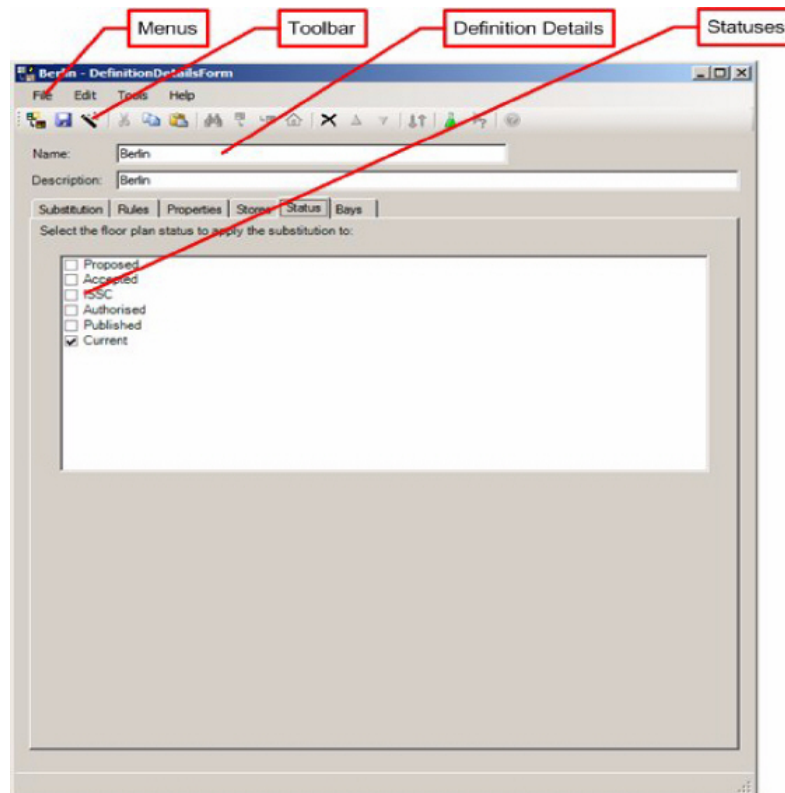 Menus Toolbar Definition Details Statuses
Berlin - DefinitionDetailsForm
File Edit Tools Help
Name: Berlin
Description: Berlin
Substitution Rules Properties Stores Status Bays
Select the floor plan status to apply the substitution to:
Proposed
Accepted
ISSC
Authorised
Published
Current